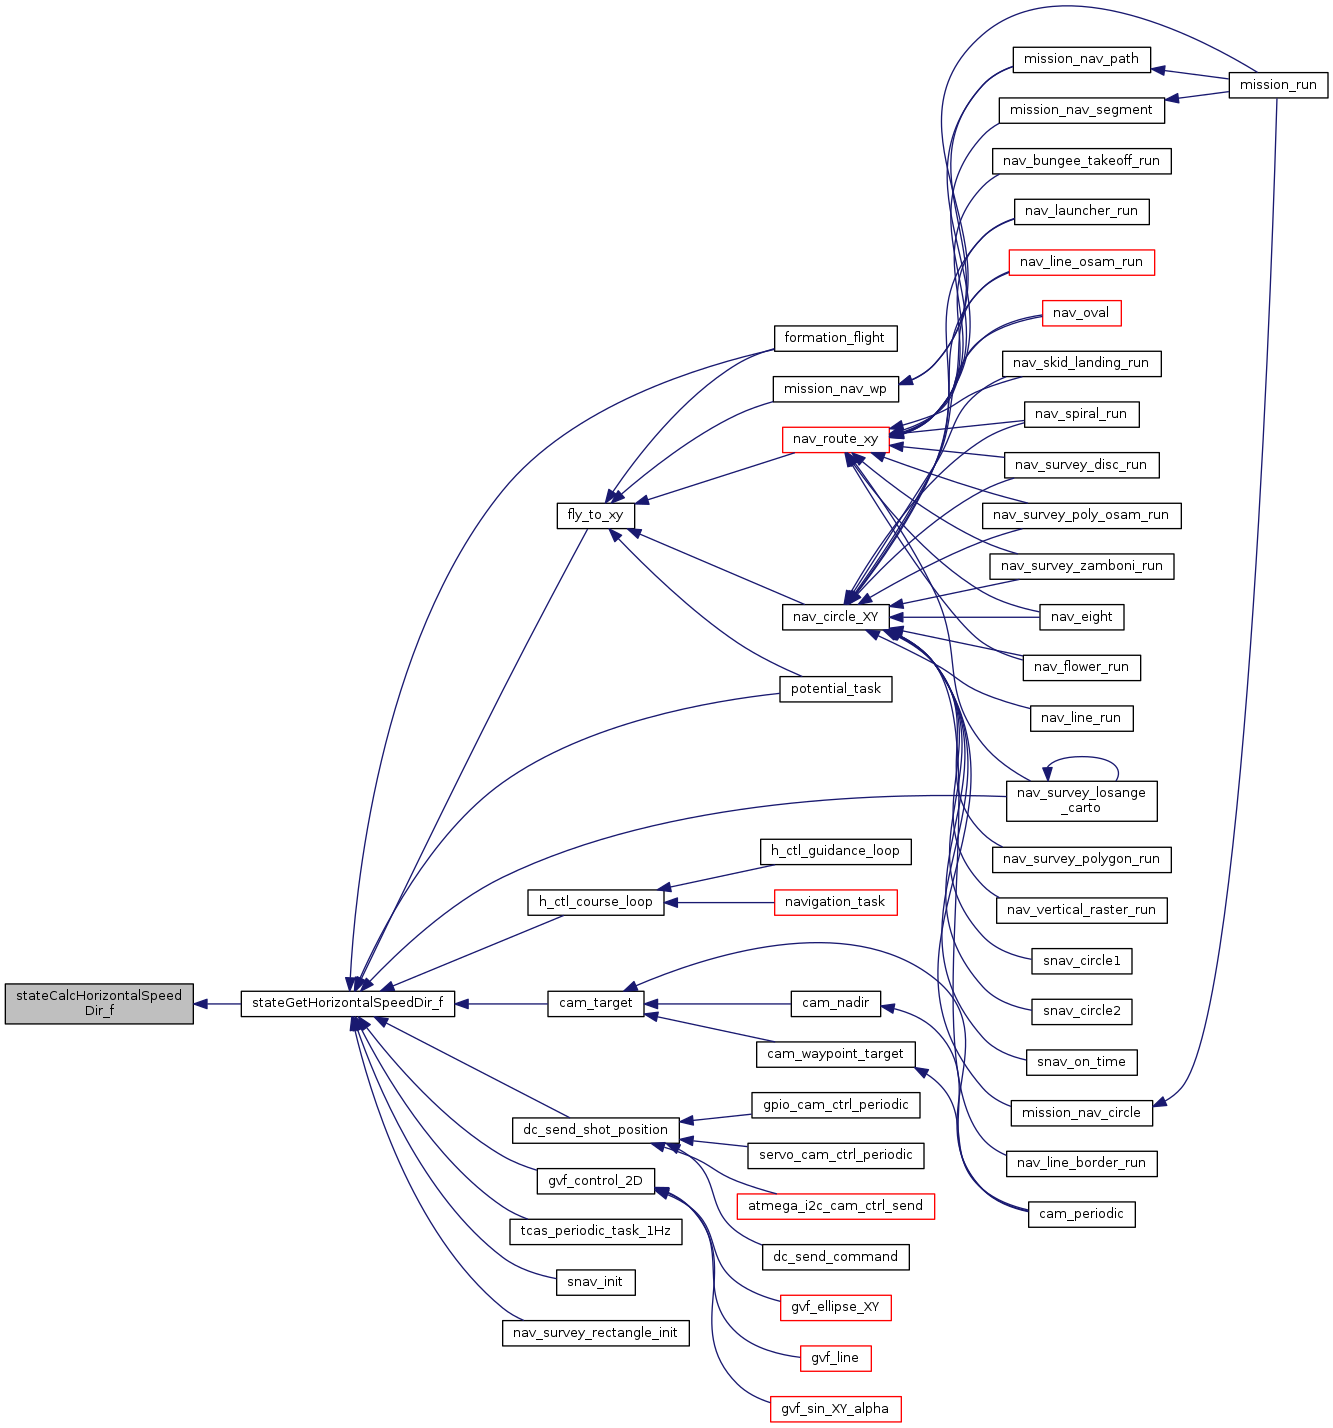 stateCalcHorizontalSpeed
Dir_f
stateGetHorizontalSpeedDir_f
fly_to_xy
h_ctl_course_loop
cam_target
dc_send_shot_position
gvf_control_2D
tcas_periodic_task_1Hz
snav_init
nav_survey_rectangle_init
formation_flight
mission_nav_wp
nav_route_xy
nav_circle_XY
potential_task
h_ctl_guidance_loop
navigation_task
cam_nadir
cam_waypoint_target
gpio_cam_ctrl_periodic
servo_cam_ctrl_periodic
atmega_i2c_cam_ctrl_send
dc_send_command
gvf_ellipse_XY
gvf_line
gvf_sin_XY_alpha
mission_nav_path
mission_nav_segment
nav_bungee_takeoff_run
nav_launcher_run
nav_line_osam_run
nav_oval
nav_skid_landing_run
nav_spiral_run
nav_survey_disc_run
nav_survey_poly_osam_run
nav_survey_zamboni_run
nav_eight
nav_flower_run
nav_line_run
nav_survey_losange
_carto
nav_survey_polygon_run
nav_vertical_raster_run
snav_circle1
snav_circle2
snav_on_time
mission_nav_circle
nav_line_border_run
cam_periodic
mission_run